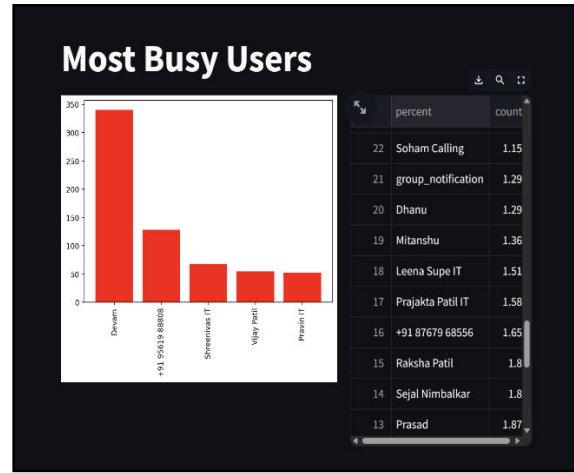 Most Busy Users
350
300
250
200
150
100
50
0
Devam
+91 95619 88808
Shreenivas IT
Vijay Patil
Pravin IT
percent count
22 Soham Calling 1.15
21 group_notification 1.29
20 Dhanu 1.29
19 Mitanshu 1.36
18 Leena Supe IT 1.51
17 Prajakta Patil IT 1.58
16 +91 87679 68556 1.65
15 Raksha Patil 1.8
14 Sejal Nimbalkar 1.8
13 Prasad 1.87